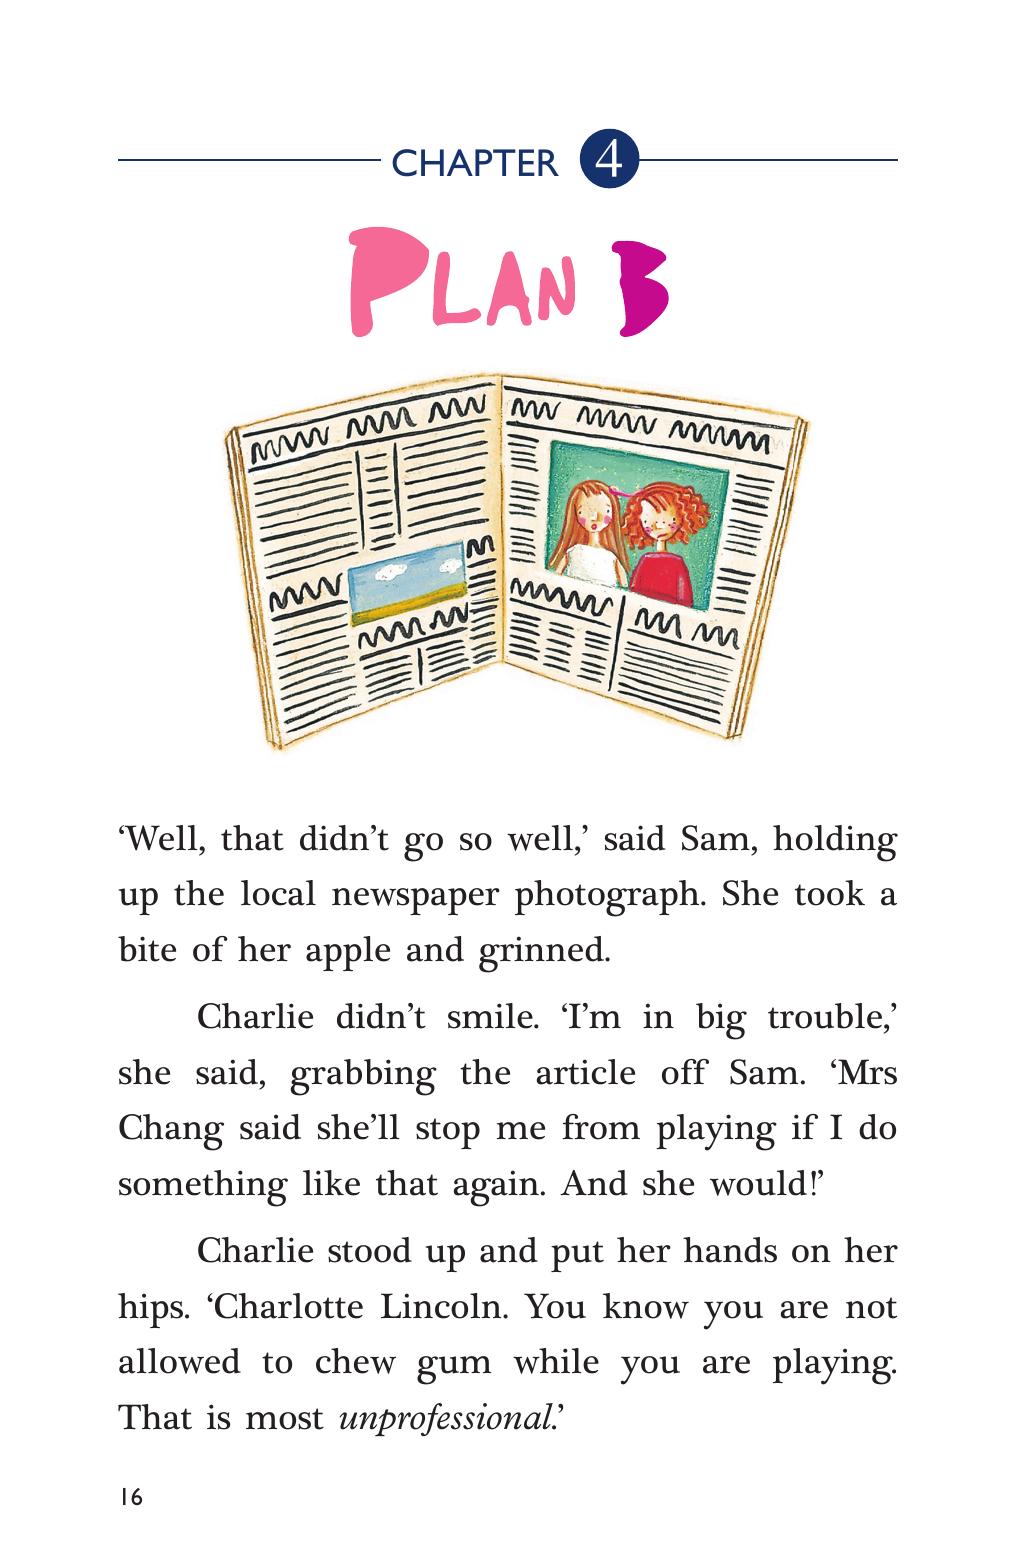 CHAPTER 4
PLAN B
‘Well, that didn’t go so well,’ said Sam, holding
up the local newspaper photograph. She took a
bite of her apple and grinned.
Charlie didn’t smile. ‘I’m in big trouble,’
she said, grabbing the article off Sam. ‘Mrs
Chang said she’ll stop me from playing if I do
something like that again. And she would!’
Charlie stood up and put her hands on her
hips. ‘Charlotte Lincoln. You know you are not
allowed to chew gum while you are playing.
That is most unprofessional.’
16